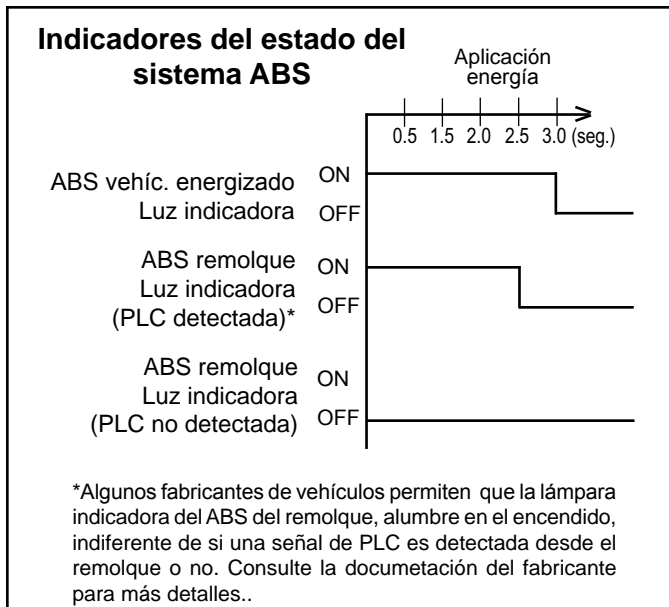 Indicadores del estado del
sistema ABS
Aplicación
energía
0.5 1.5 2.0 2.5 3.0 (seg.)
ABS vehíc. energizado ON
Luz indicadora OFF
ABS remolque ON
Luz indicadora
(PLC detectada)* OFF
ABS remolque
Luz indicadora ON
(PLC no detectada) OFF
*Algunos fabricantes de vehículos permiten que la lámpara
indicadora del ABS del remolque, alumbre en el encendido,
indiferente de si una señal de PLC es detectada desde el
remolque o no. Consulte la documetación del fabricante
para más detalles..